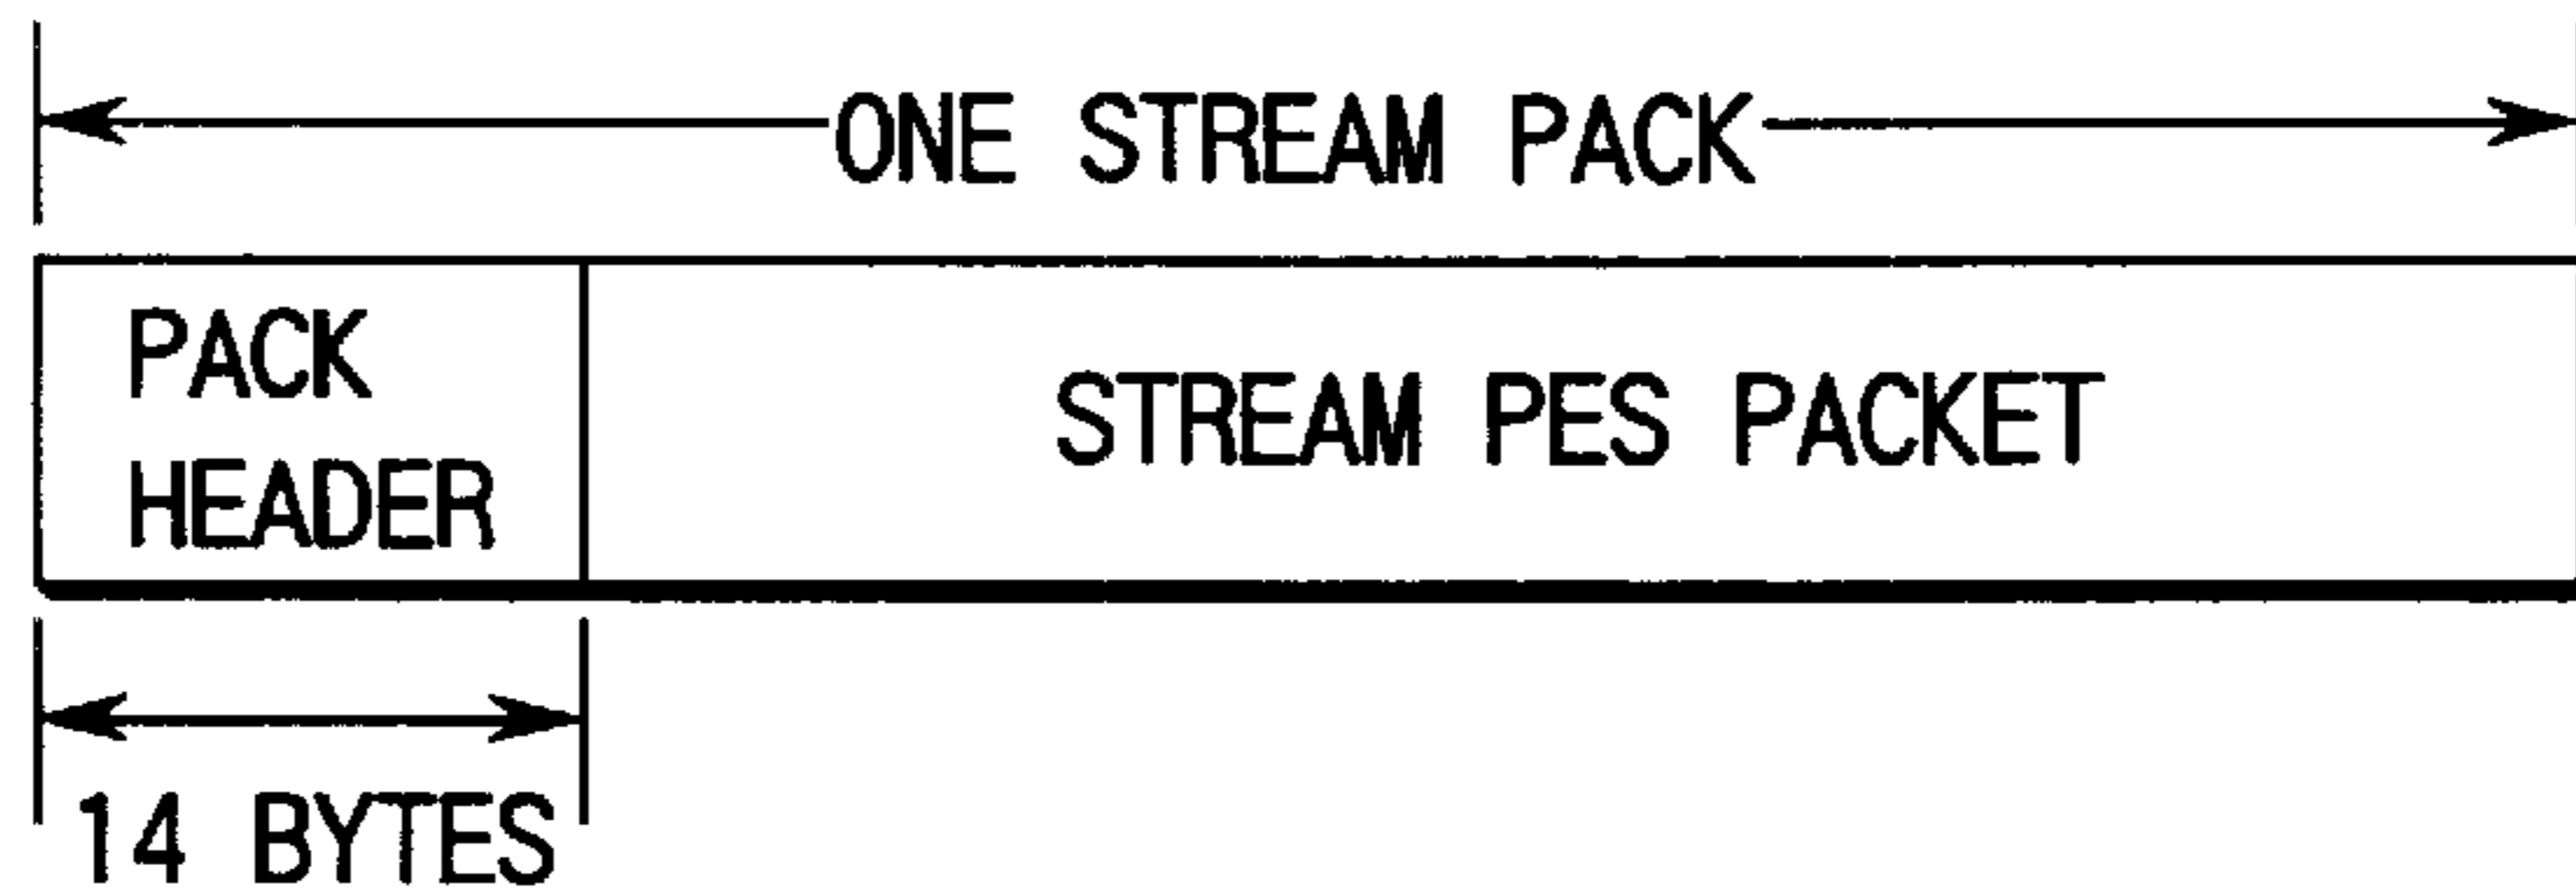 ONE STREAM PACK
PACK
HEADER
STREAM PES PACKET
14 BYTES